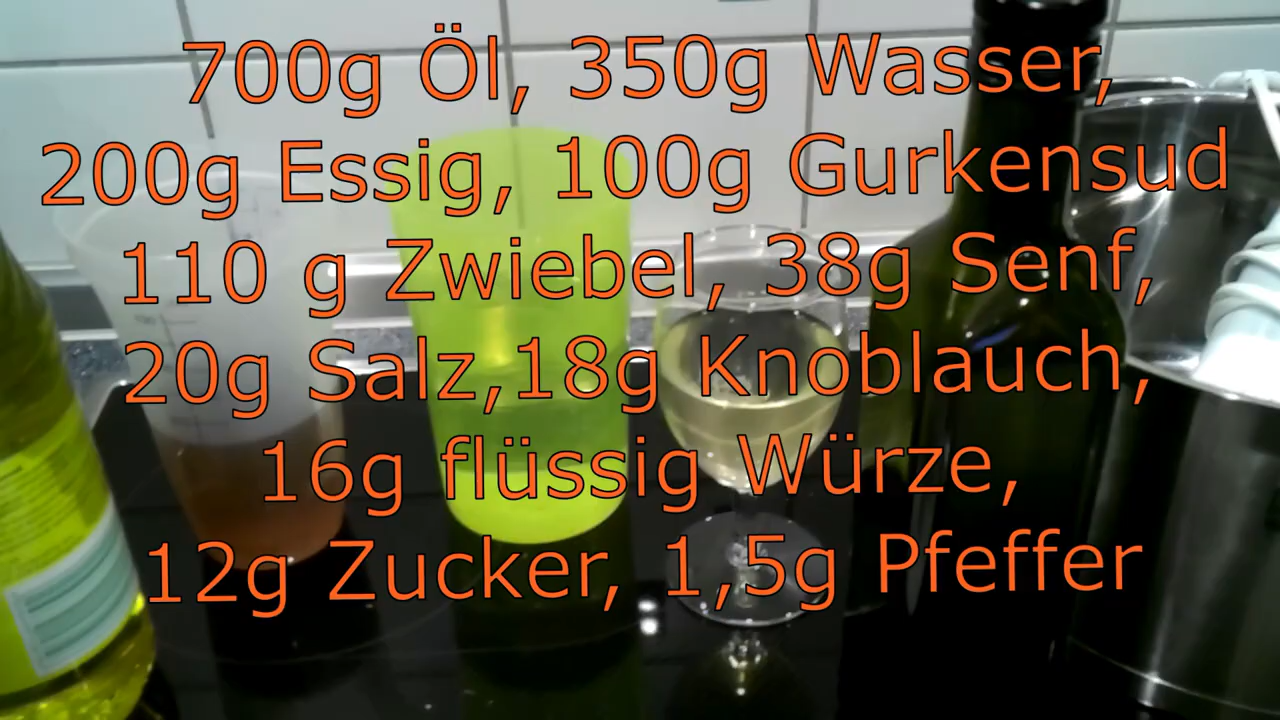 700g Öl, 350g Wasser,
200g Essig, 100g Gurkensud
110 g Zwiebel, 38g Senf,
20g Salz,18g Knoblauch,
16g flüssig Würze,
12g Zucker, 1,5g Pfeffer